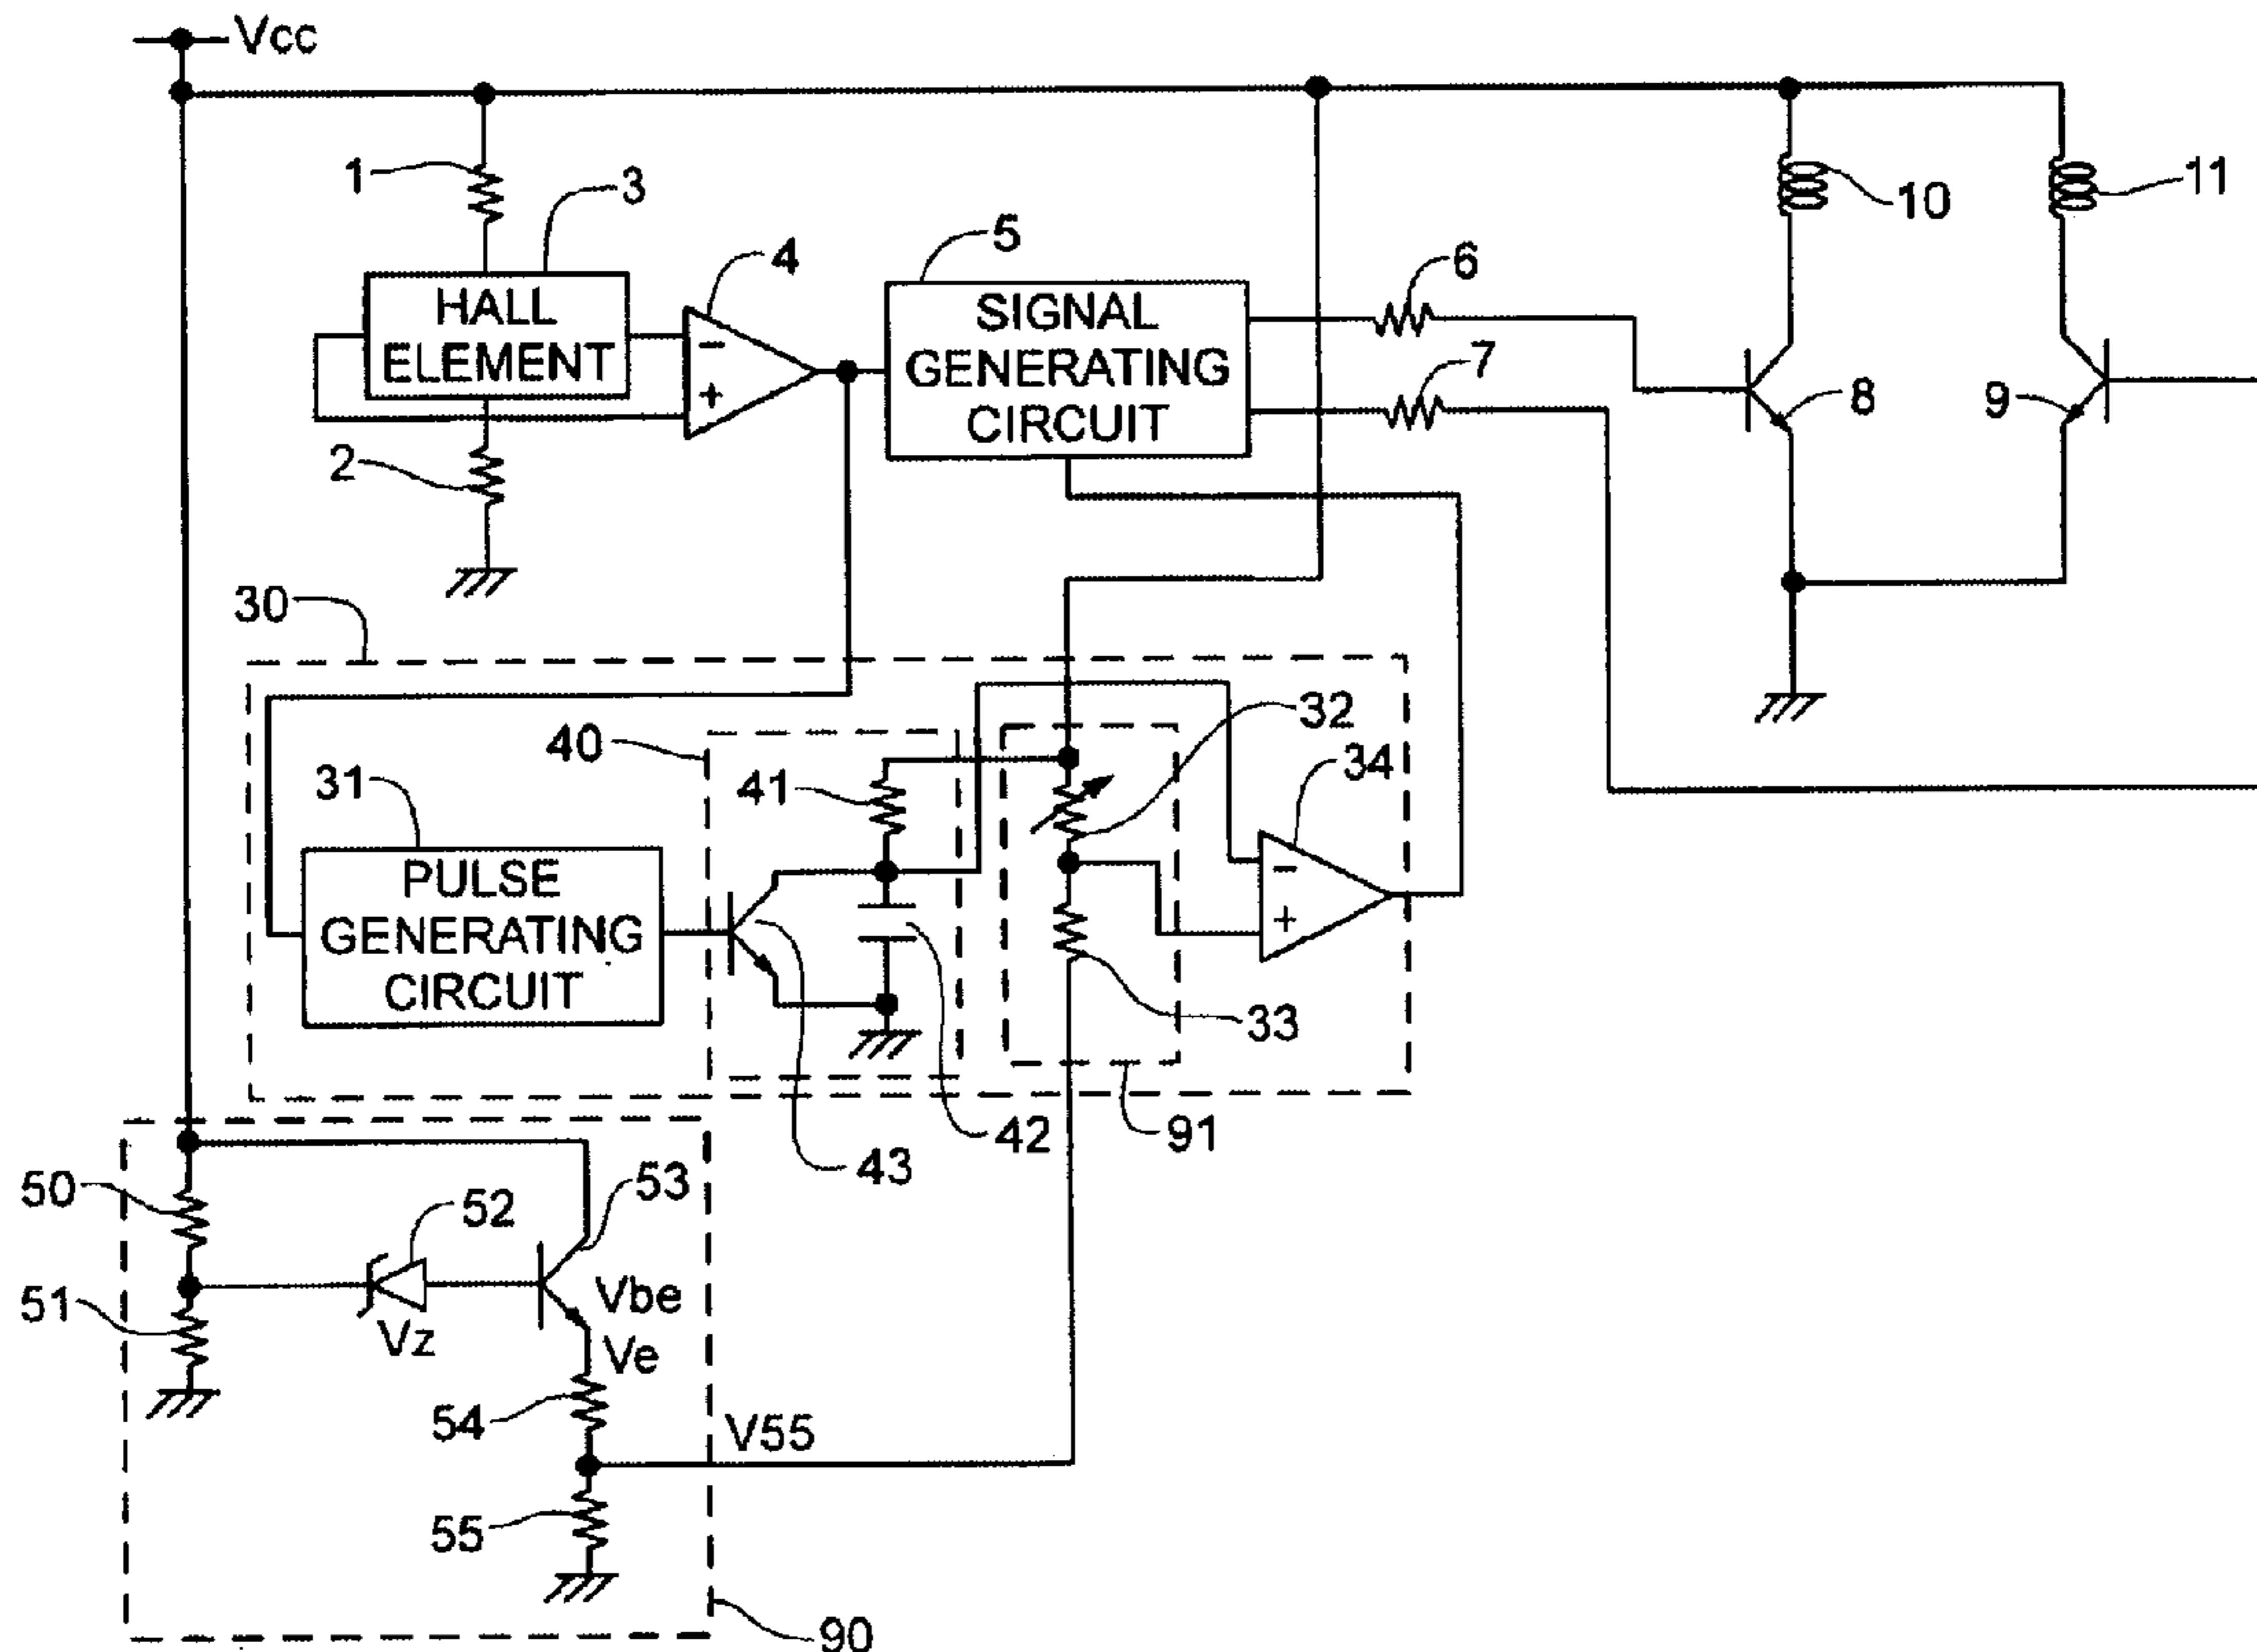 Vcc
1
3
4
5
6
7
10
11
HALL
ELEMENT
-
+
SIGNAL
GENERATING
CIRCUIT
8
9
2
30
40
41
32
34
31
PULSE
GENERATING
CIRCUIT
-
+
33
42
43
91
50
51
52
53
Vz
Vbe
Ve
54
V55
55
90